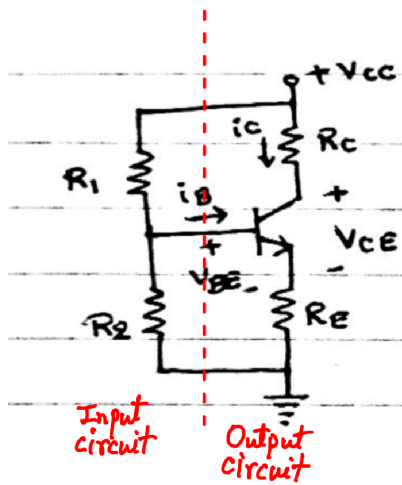 + VCC
iC
RC
R1
iB
+
+
VCE
VBE -
-
R2
RE
Input
circuit
Output
circuit